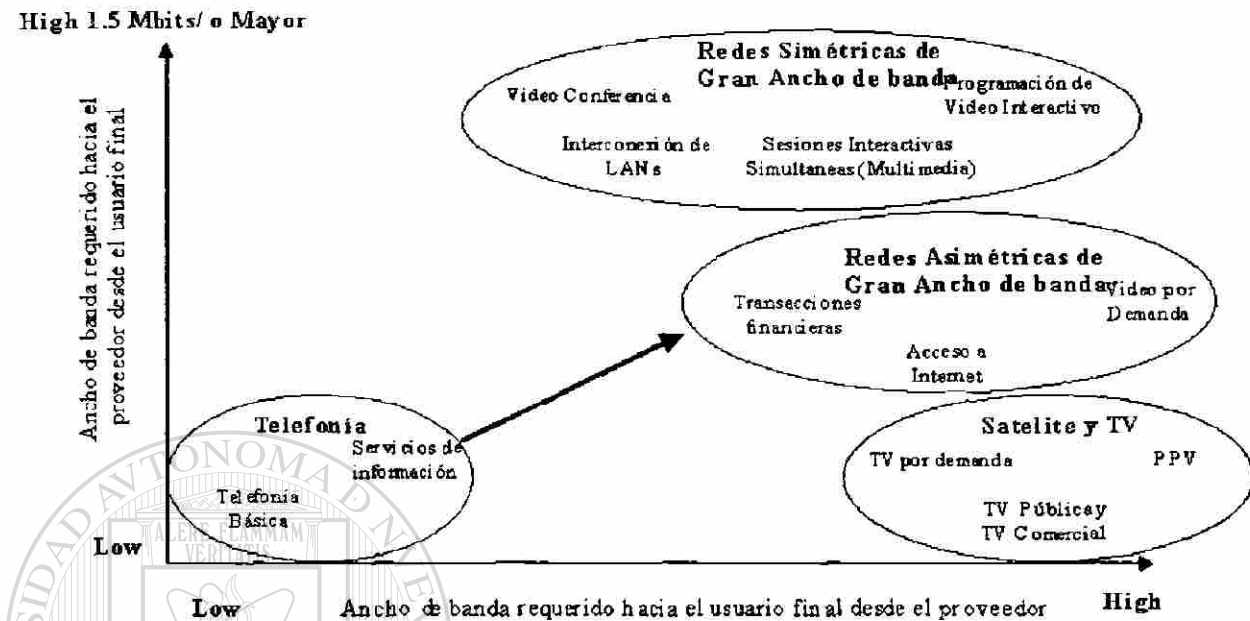 High 1.5 Mbits/ o Mayor
Ancho de banda requerido hacia el
proveedor desde el usuario final
Redes Simétricas de
Gran Ancho de banda
Video Conferencia
Programación de
Video Interactivo
Interconexión de
LANs
Sesiones Interactivas
Simultaneas (Multimedia)
Redes Asimétricas de
Gran Ancho de banda
Transacciones
financieras
Video por
Demanda
Acceso a
Internet
Telefonía
Servicios de
información
Telefonía
Básica
Satelite y TV
TV por demanda
PPV
TV Pública y
TV Comercial
Low
Low
Ancho de banda requerido hacia el usuario final desde el proveedor
High
ALERE FLAMMAM
VERITATIS